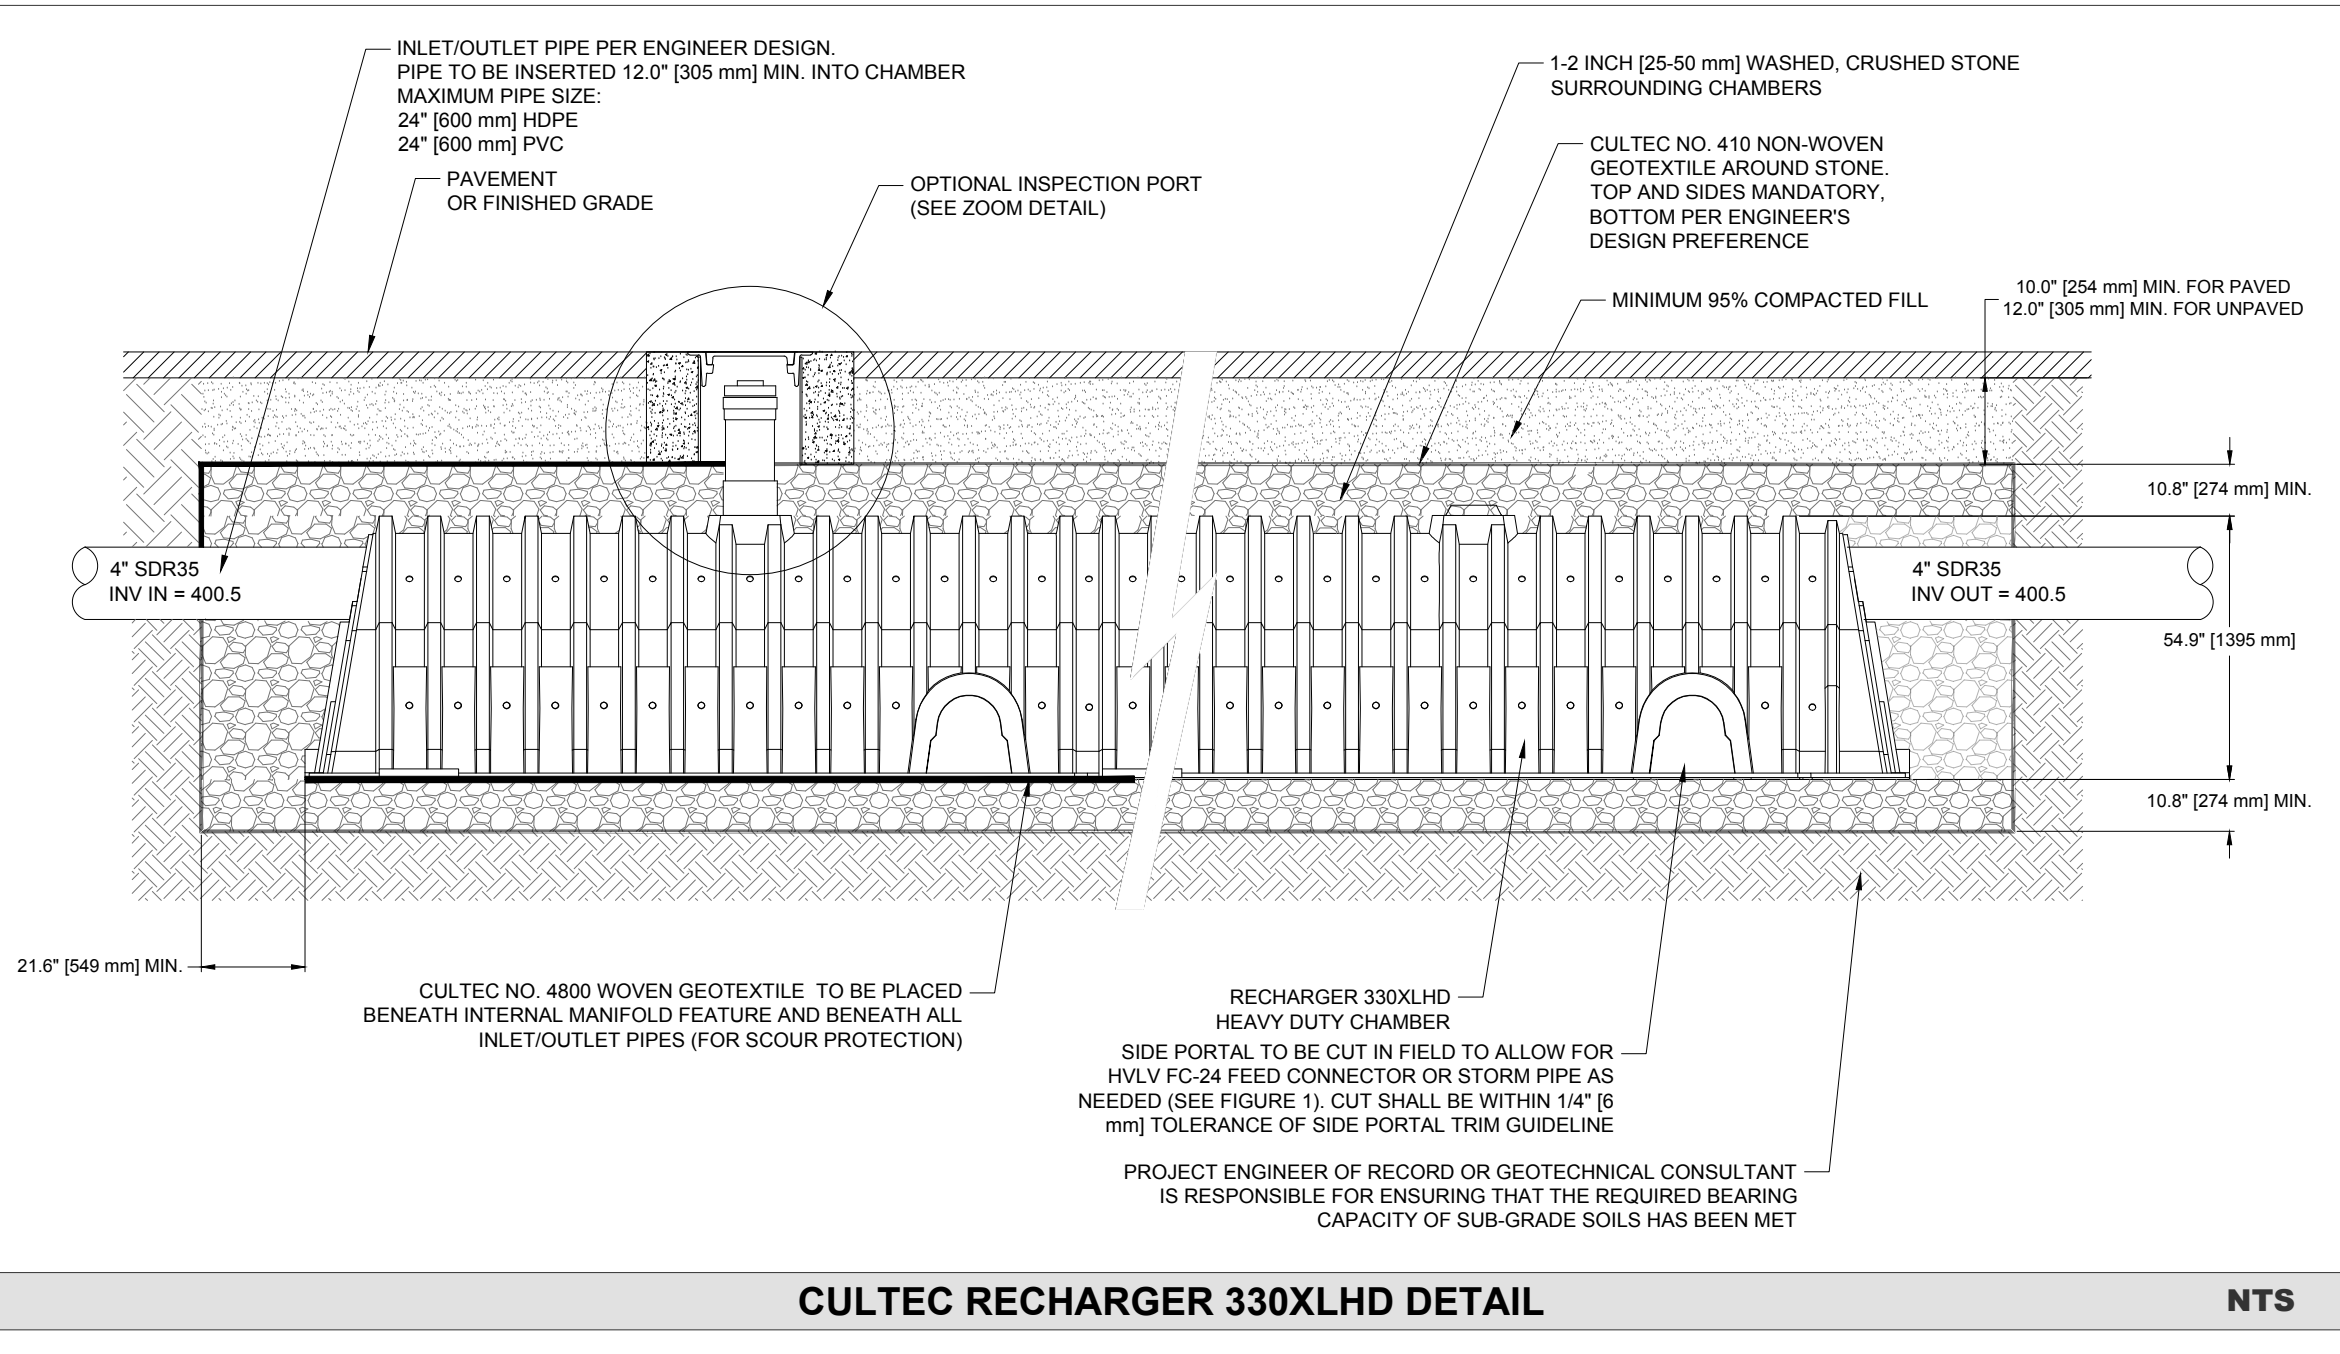 INLET/OUTLET PIPE PER ENGINEER DESIGN.
PIPE TO BE INSERTED 12.0" [305 mm] MIN. INTO CHAMBER
MAXIMUM PIPE SIZE:
24" [600 mm] HDPE
24" [600 mm] PVC
PAVEMENT
OR FINISHED GRADE
OPTIONAL INSPECTION PORT
(SEE ZOOM DETAIL)
1-2 INCH [25-50 mm] WASHED, CRUSHED STONE
SURROUNDING CHAMBERS
CULTEC NO. 410 NON-WOVEN
GEOTEXTILE AROUND STONE.
TOP AND SIDES MANDATORY,
BOTTOM PER ENGINEER'S
DESIGN PREFERENCE
MINIMUM 95% COMPACTED FILL
10.0" [254 mm] MIN. FOR PAVED
12.0" [305 mm] MIN. FOR UNPAVED
10.8" [274 mm] MIN.
4" SDR35
INV IN = 400.5
4" SDR35
INV OUT = 400.5
54.9" [1395 mm]
10.8" [274 mm] MIN.
21.6" [549 mm] MIN.
CULTEC NO. 4800 WOVEN GEOTEXTILE TO BE PLACED
BENEATH INTERNAL MANIFOLD FEATURE AND BENEATH ALL
INLET/OUTLET PIPES (FOR SCOUR PROTECTION)
RECHARGER 330XLHD
HEAVY DUTY CHAMBER
SIDE PORTAL TO BE CUT IN FIELD TO ALLOW FOR
HVLV FC-24 FEED CONNECTOR OR STORM PIPE AS
NEEDED (SEE FIGURE 1). CUT SHALL BE WITHIN 1/4" [6
mm] TOLERANCE OF SIDE PORTAL TRIM GUIDELINE
PROJECT ENGINEER OF RECORD OR GEOTECHNICAL CONSULTANT
IS RESPONSIBLE FOR ENSURING THAT THE REQUIRED BEARING
CAPACITY OF SUB-GRADE SOILS HAS BEEN MET
CULTEC RECHARGER 330XLHD DETAIL
NTS